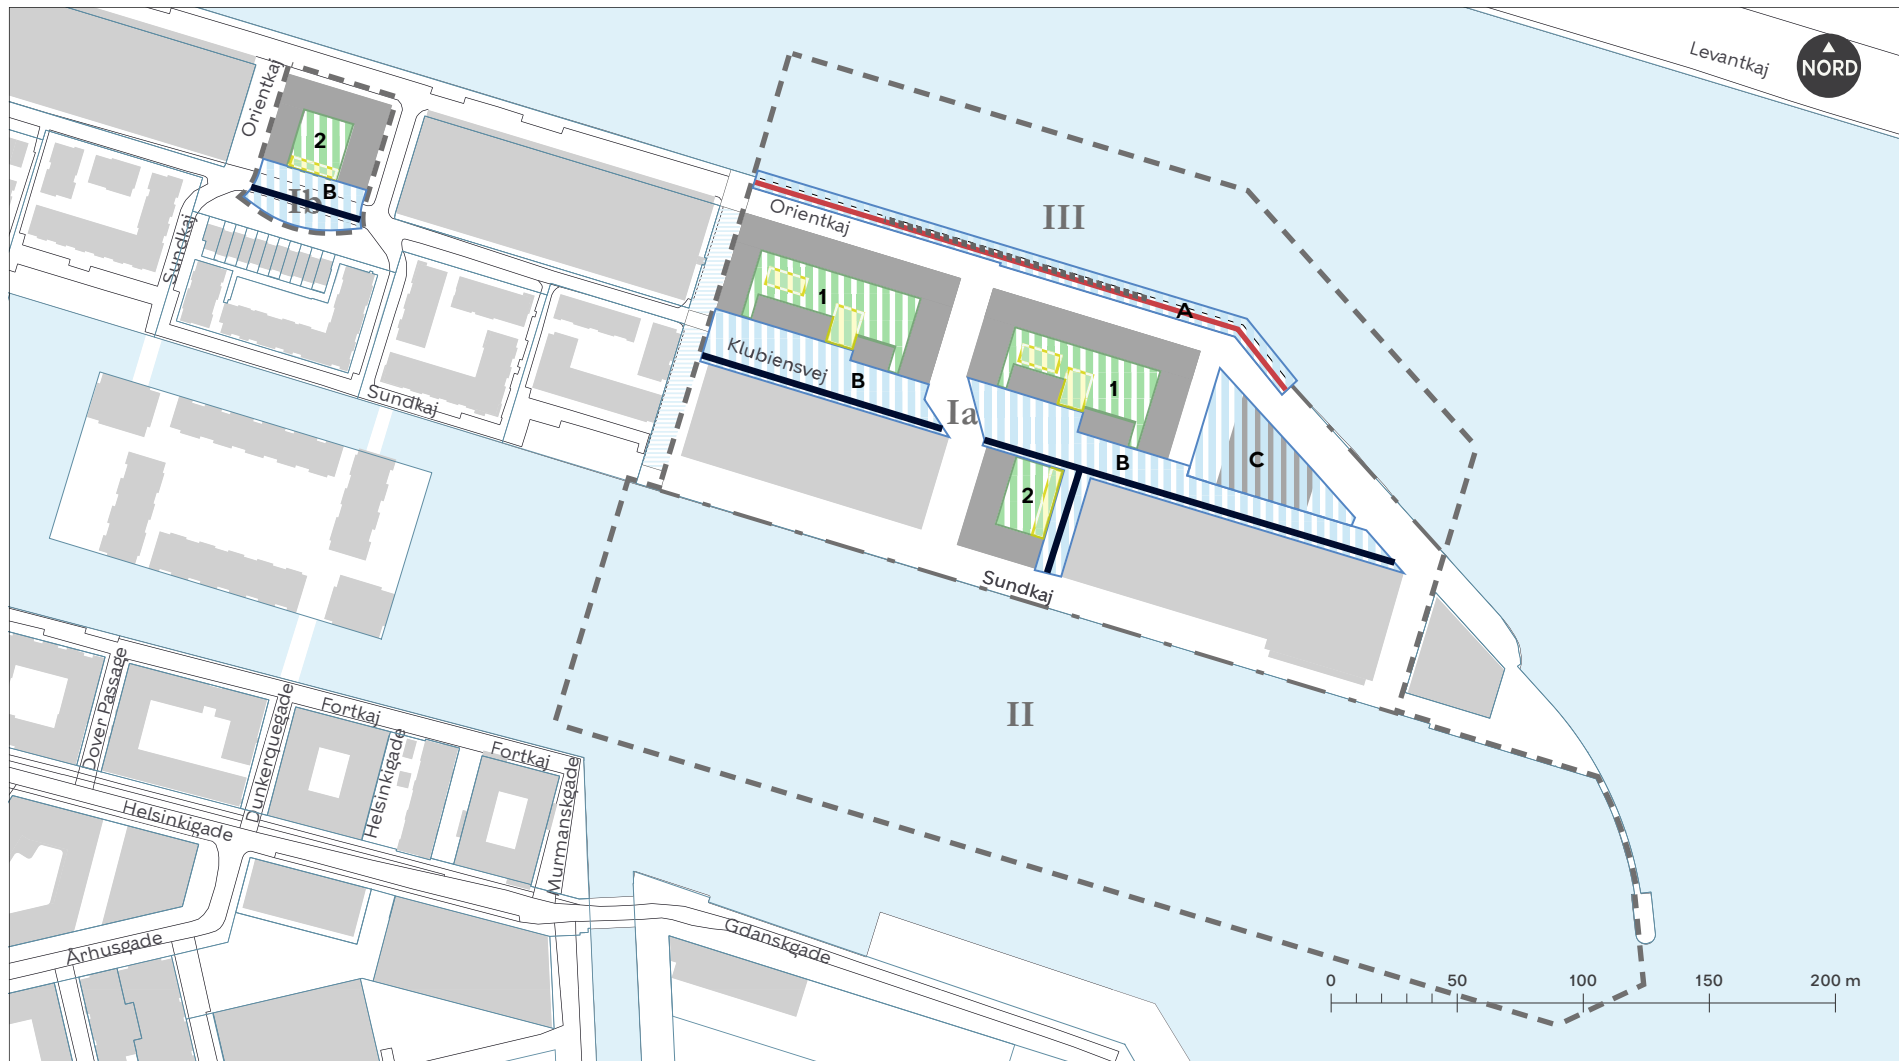 Levantkaj
NORD
Orientkaj
2
B
Ib
Sundkaj
III
Orientkaj
A
1
Klubiensvej
B
Ia
1
C
B
2
Sundkaj
Sundkaj
II
Dover Passage
Dunkerquegade
Fortkaj
Helsinkigade
Fortkaj
Murmanskgade
Helsinkigade
Århusgade
Gdanskgade
0 50 100 150 200 m